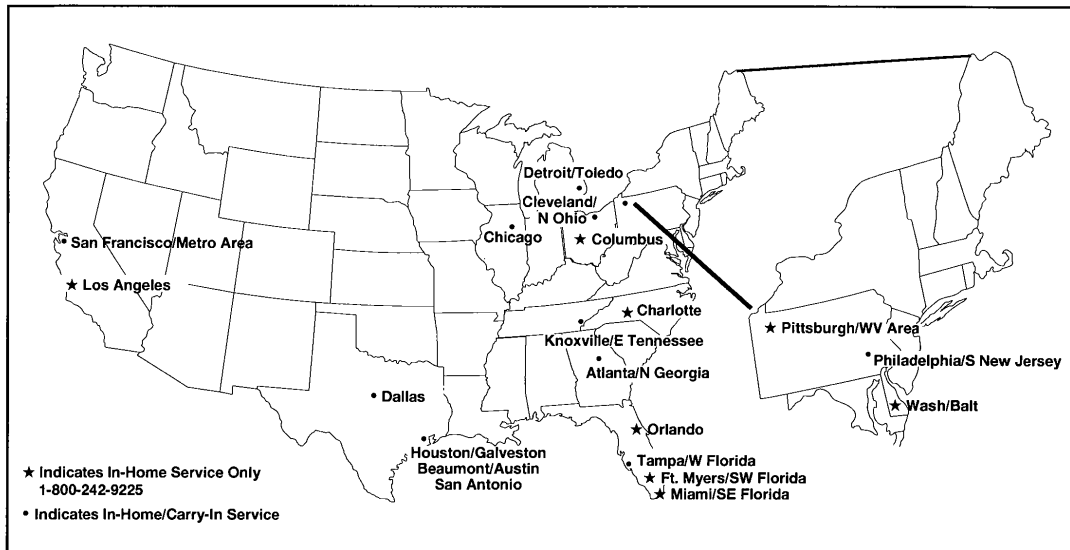 Detroit/Toledo
Cleveland/
N Ohio
Chicago
Columbus
San Francisco/Metro Area
Los Angeles
Charlotte
Knoxville/E Tennessee
Atlanta/N Georgia
Pittsburgh/WV Area
Philadelphia/S New Jersey
Wash/Balt
Dallas
Orlando
Houston/Galveston
Beaumont/Austin
San Antonio
Tampa/W Florida
Ft. Myers/SW Florida
Miami/SE Florida
★ Indicates In-Home Service Only
1-800-242-9225
• Indicates In-Home/Carry-In Service